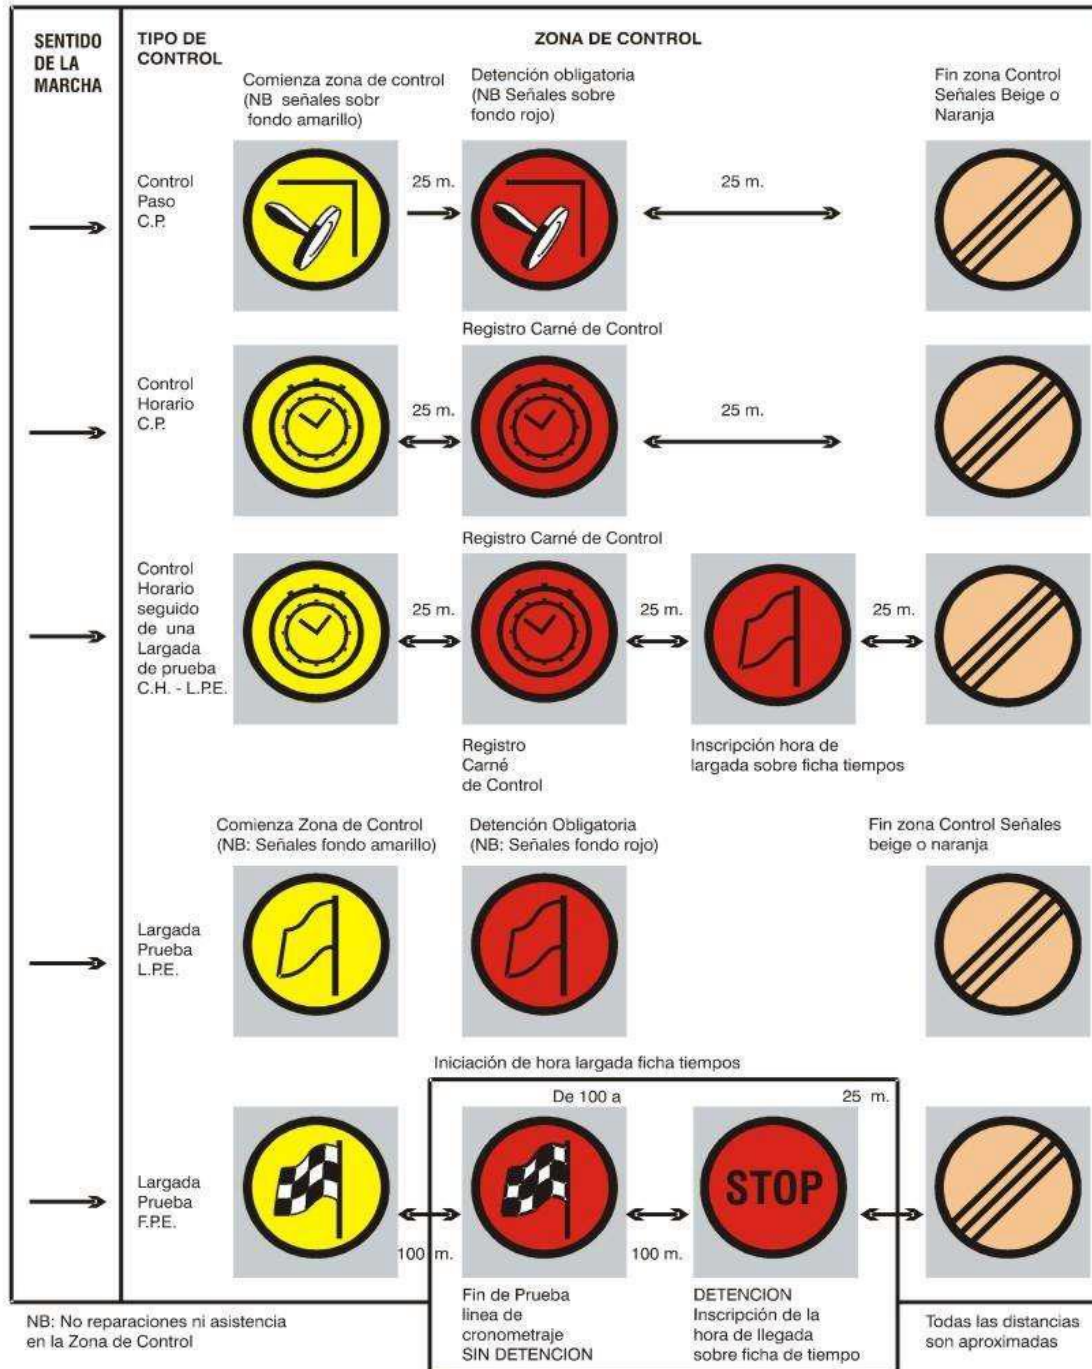 SENTIDO
DE LA
MARCHA
TIPO DE
CONTROL
ZONA DE CONTROL
Comienza zona de control
(NB señales sobr
fondo amarillo)
Detención obligatoria
(NB Señales sobre
fondo rojo)
Fin zona Control
Señales Beige o
Naranja
Control
Paso
C.P.
25 m.
25 m.
Registro Carné de Control
Control
Horario
C.P.
25 m.
25 m.
Registro Carné de Control
Control
Horario
seguido
de una
Largada
de prueba
C.H. - L.P.E.
25 m.
25 m.
25 m.
Registro
Carné
de Control
Inscripción hora de
largada sobre ficha tiempos
Comienza Zona de Control
(NB: Señales fondo amarillo)
Detención Obligatoria
(NB: Señales fondo rojo)
Fin zona Control Señales
beige o naranja
Largada
Prueba
L.P.E.
Iniciación de hora largada ficha tiempos
De 100 a
25 m.
Largada
Prueba
F.P.E.
STOP
100 m.
100 m.
Fin de Prueba
linea de
cronometraje
SIN DETENCION
DETENCION
Inscripción de la
hora de llegada
sobre ficha de tiempo
NB: No reparaciones ni asistencia
en la Zona de Control
Todas las distancias
son aproximadas